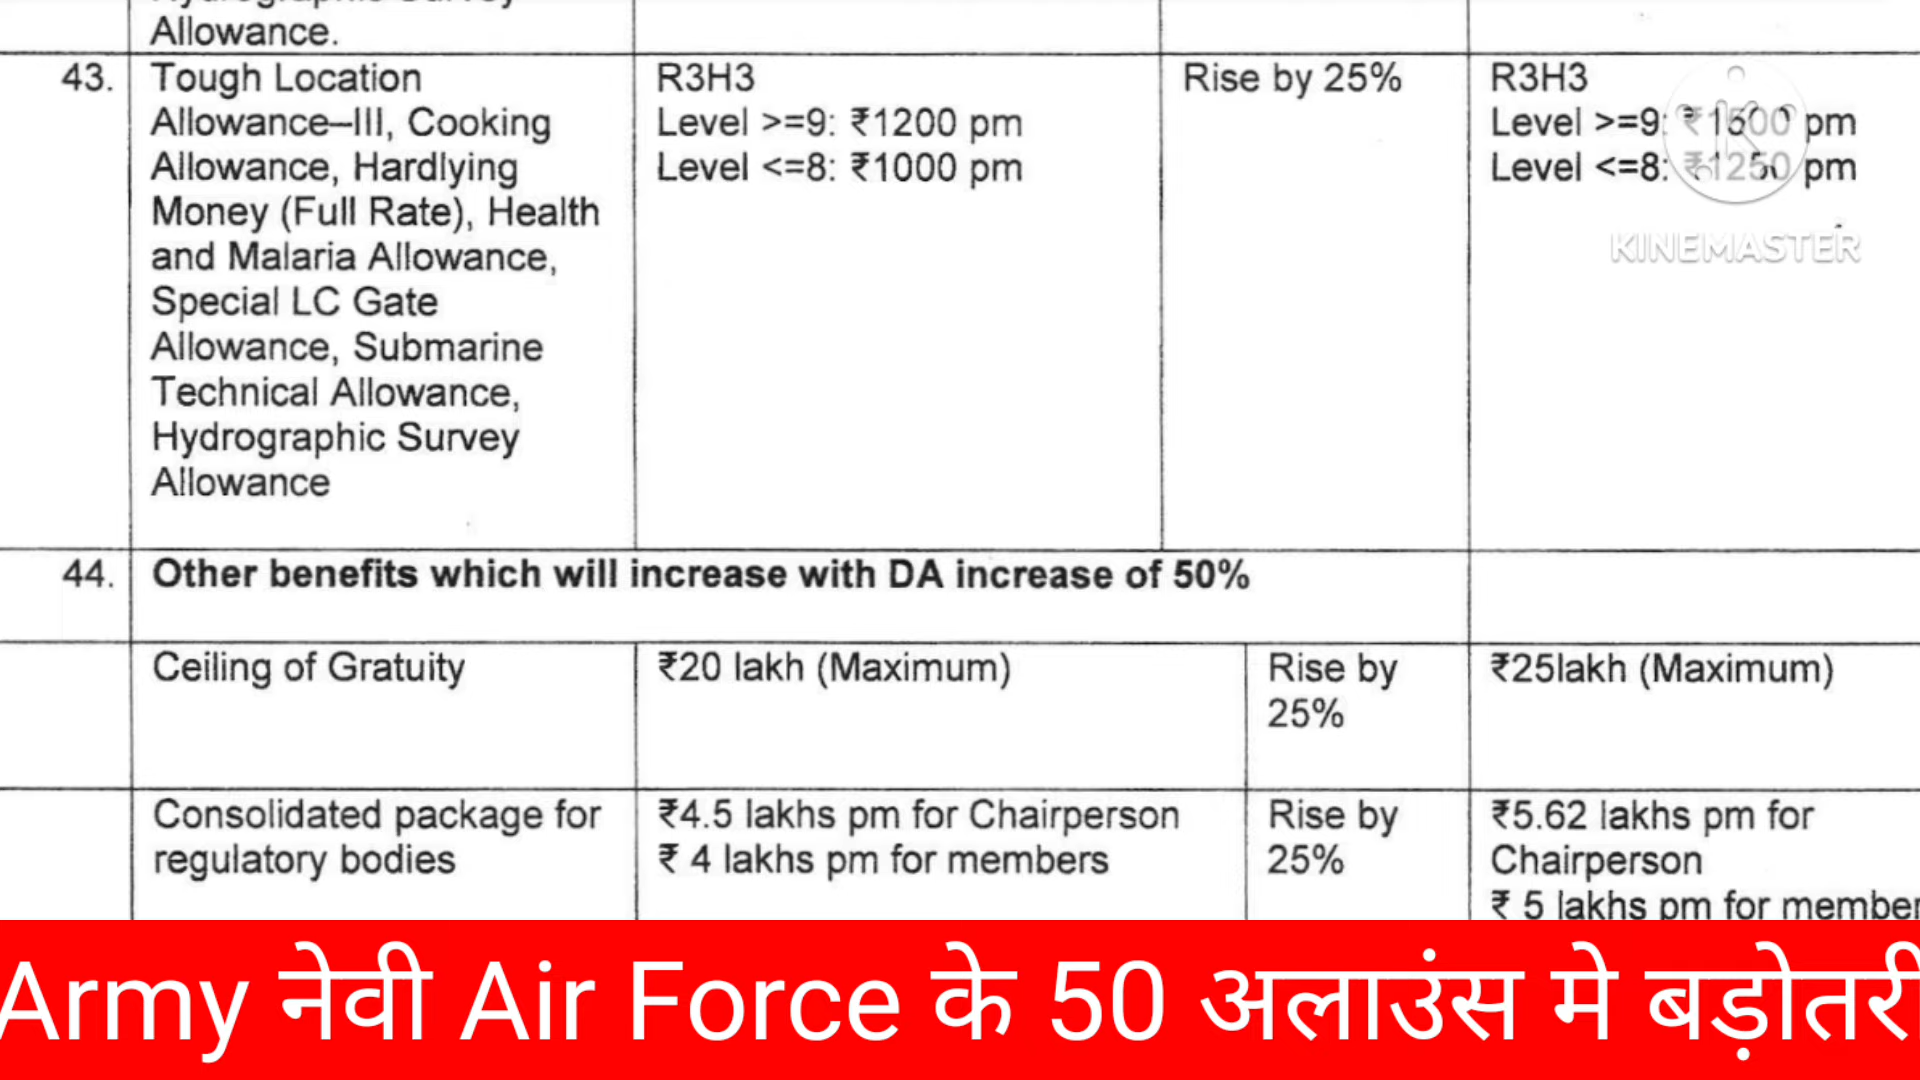 Allowance.
43. Tough Location R3H3 Rise by 25% R3H3
Allowance–III, Cooking Level >=9: ₹1200 pm Level >=9: ₹1500 pm
Allowance, Hardlying Level <=8: ₹1000 pm Level <=8: ₹1250 pm
Money (Full Rate), Health
KINEMASTER
and Malaria Allowance,
Special LC Gate
Allowance, Submarine
Technical Allowance,
Hydrographic Survey
Allowance
44. Other benefits which will increase with DA increase of 50%
Ceiling of Gratuity ₹20 lakh (Maximum) Rise by ₹25lakh (Maximum)
25%
Consolidated package for ₹4.5 lakhs pm for Chairperson Rise by ₹5.62 lakhs pm for
regulatory bodies ₹ 4 lakhs pm for members 25% Chairperson
₹ 5 lakhs pm for member
Army नेवी Air Force के 50 अलाउंस मे बड़ोतरी